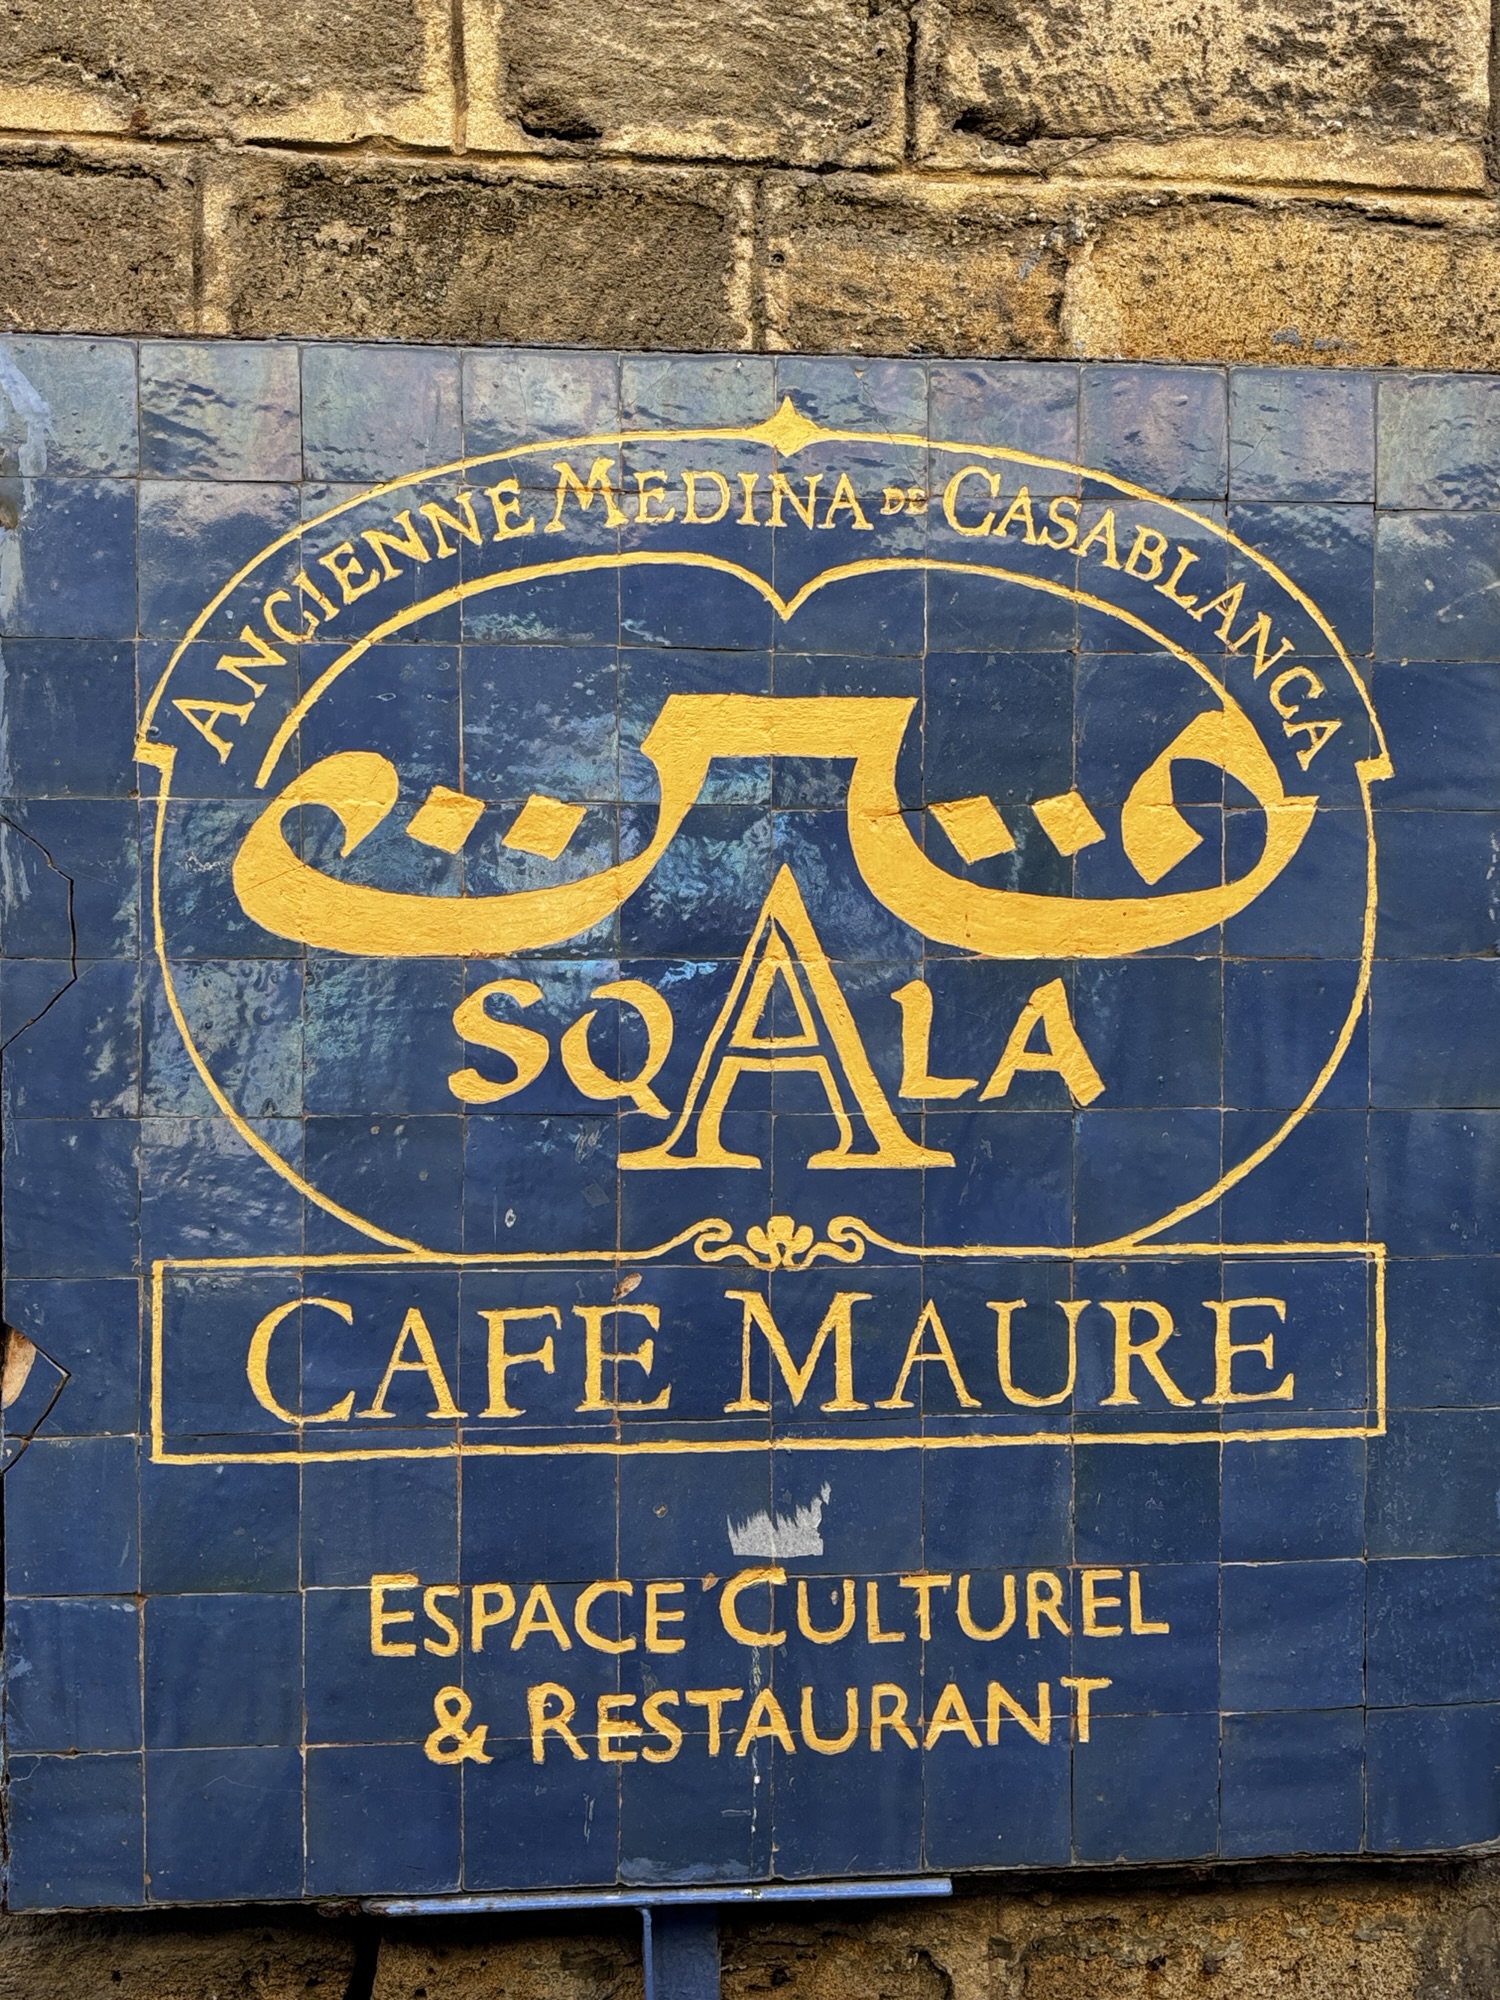 ANCIENNE MEDINA DE CASABLANCA
SQALA
CAFÉ MAURE
ESPACE CULTUREL
& RESTAURANT